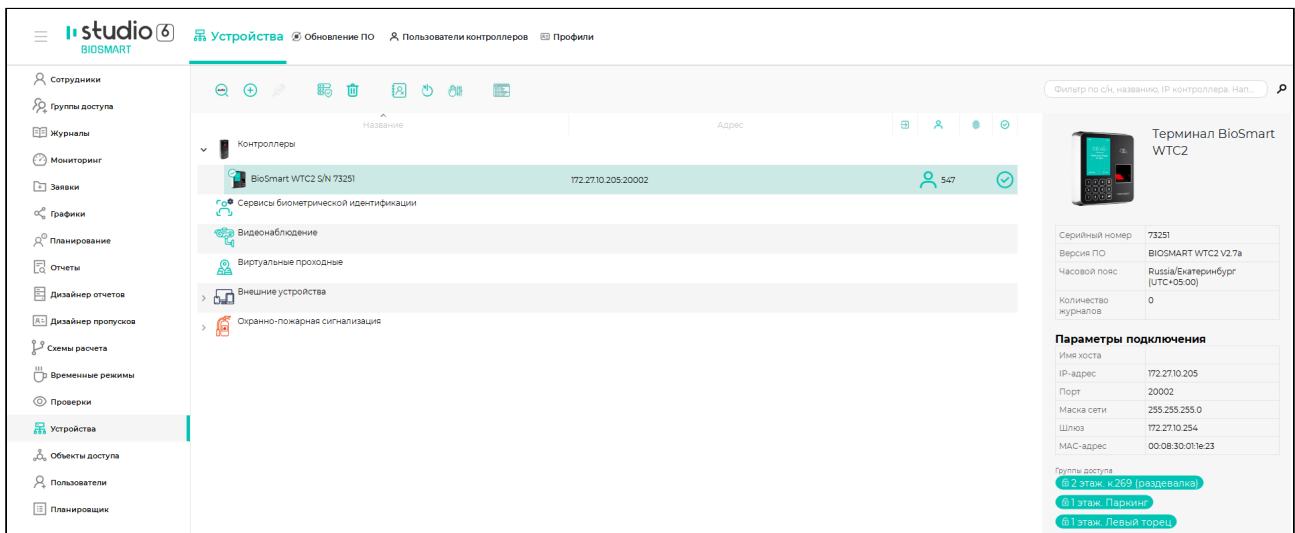 studio 6
BIOSMART
Устройства
Обновление ПО
Пользователи контроллеров
Профили
Сотрудники
Группы доступа
Журналы
Мониторинг
Заявки
Графики
Планирование
Отчеты
Дизайнер отчетов
Дизайнер пропусков
Схемы расчета
Временные режимы
Проверки
Устройства
Объекты доступа
Пользователи
Планировщик
Фильтр по с/н, названию, IP контроллера. Нап...
Название
Адрес
Контроллеры
BioSmart WTC2 S/N 73251
172.27.10.205:20002
547
Сервисы биометрической идентификации
Видеонаблюдение
Виртуальные проходные
Внешние устройства
Охранно-пожарная сигнализация
Терминал BioSmart
WTC2
Серийный номер 73251
Версия ПО BIOSMART WTC2 V2.7a
Часовой пояс Russia/Екатеринбург
(UTC+05:00)
Количество 0
журналов
Параметры подключения
Имя хоста
IP-адрес 172.27.10.205
Порт 20002
Маска сети 255.255.255.0
Шлюз 172.27.10.254
MAC-адрес 00:08:30:01:1e:23
Группы доступа
2 этаж. к.269 (раздевалка)
1 этаж. Паркинг
1 этаж. Левый торец